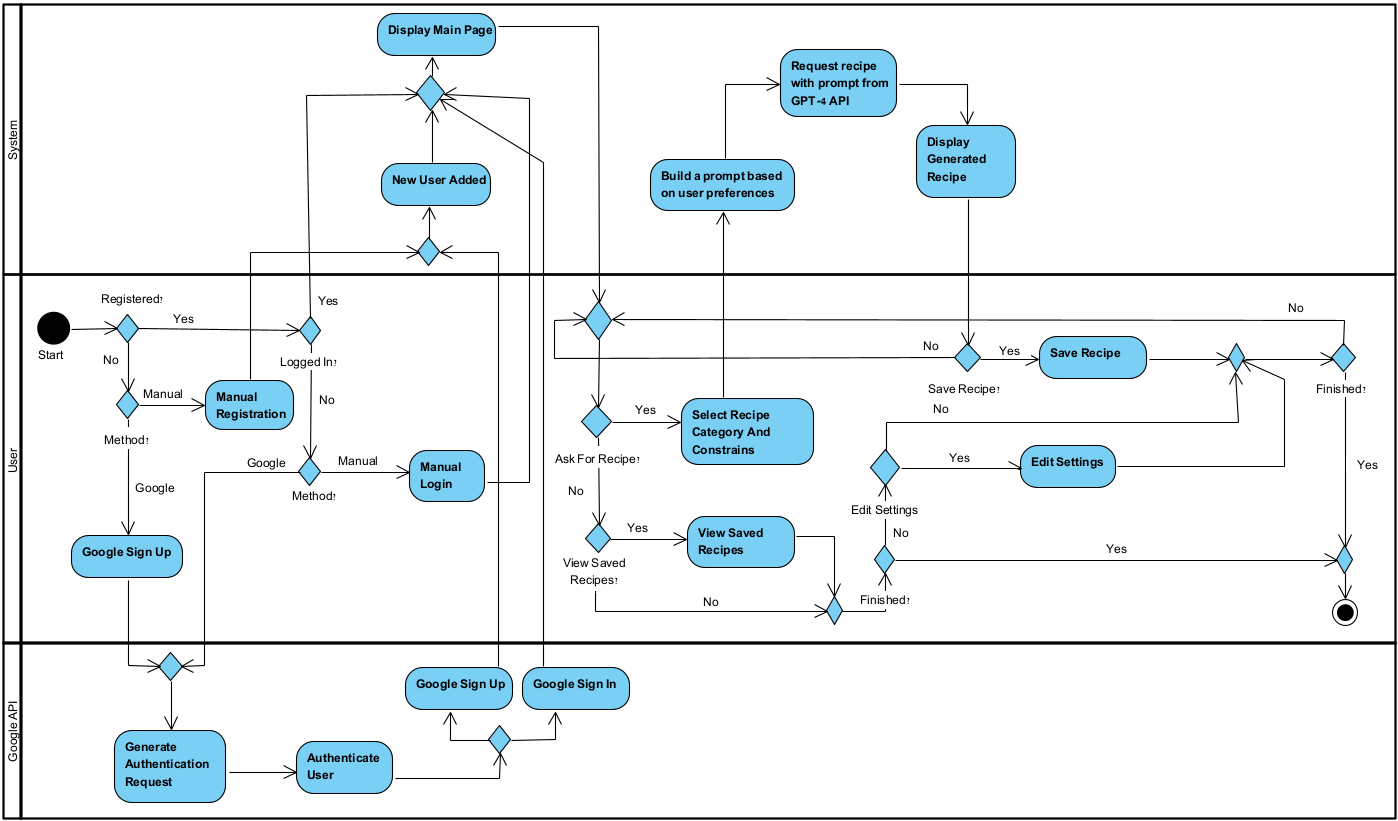 System
Display Main Page
Request recipe
with prompt from
GPT-4 API
Display
Generated
Recipe
New User Added
Build a prompt based
on user preferences
User
Start
Registered?
Yes
No
Manual
Manual
Registration
Method?
Google
Google Sign Up
Yes
Logged In?
No
Google
Manual
Method?
Manual
Login
Yes
Ask For Recipe?
Select Recipe
Category And
Constrains
No
Yes
View Saved
Recipes?
View Saved
Recipes
No
Finished?
No
Yes
Edit Settings
Yes
Edit Settings
No
No
Yes
Save Recipe?
Save Recipe
No
Finished?
Yes
Google API
Google Sign Up
Google Sign In
Generate
Authentication
Request
Authenticate
User